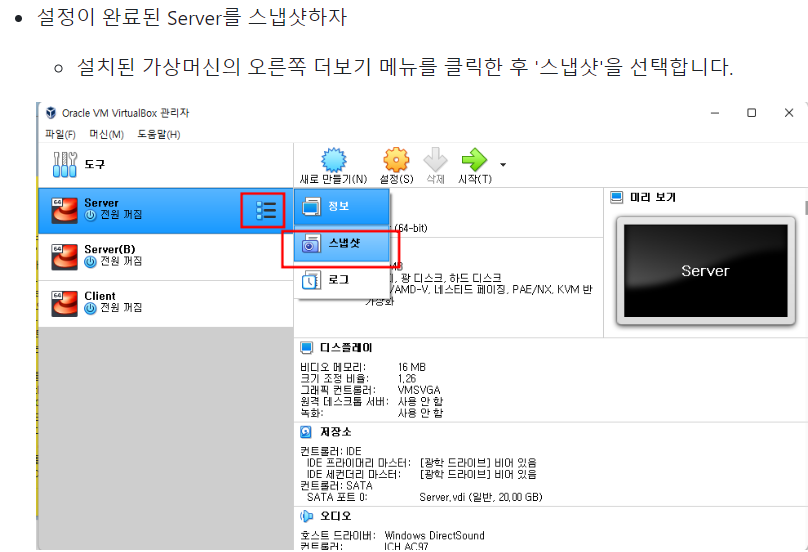 설정이 완료된 Server를 스냅샷하자
설치된 가상머신의 오른쪽 더보기 메뉴를 클릭한 후 '스냅샷'을 선택합니다.
Oracle VM VirtualBox 관리자
파일(F) 머신(M) 도움말(H)
도구
새로 만들기(N) 설정(S) 삭제 시작(T)
64 Server
전원 꺼짐
64 Server(B)
전원 꺼짐
64 Client
전원 꺼짐
정보
스냅샷
로그
(64-bit)
MB
, 광 디스크, 하드 디스크
/AMD-V, 네스티드 페이징, PAE/NX, KVM 반
가상화
미리 보기
Server
디스플레이
비디오 메모리: 16 MB
크기 조정 비율: 1.26
그래픽 컨트롤러: VMSVGA
원격 데스크톱 서버: 사용 안 함
녹화: 사용 안 함
저장소
컨트롤러: IDE
IDE 프라이머리 마스터: [광학 드라이브] 비어 있음
IDE 세컨더리 마스터: [광학 드라이브] 비어 있음
컨트롤러: SATA
SATA 포트 0: Server.vdi (일반, 20.00 GB)
오디오
호스트 드라이버: Windows DirectSound
컨트롤러: ICH AC97